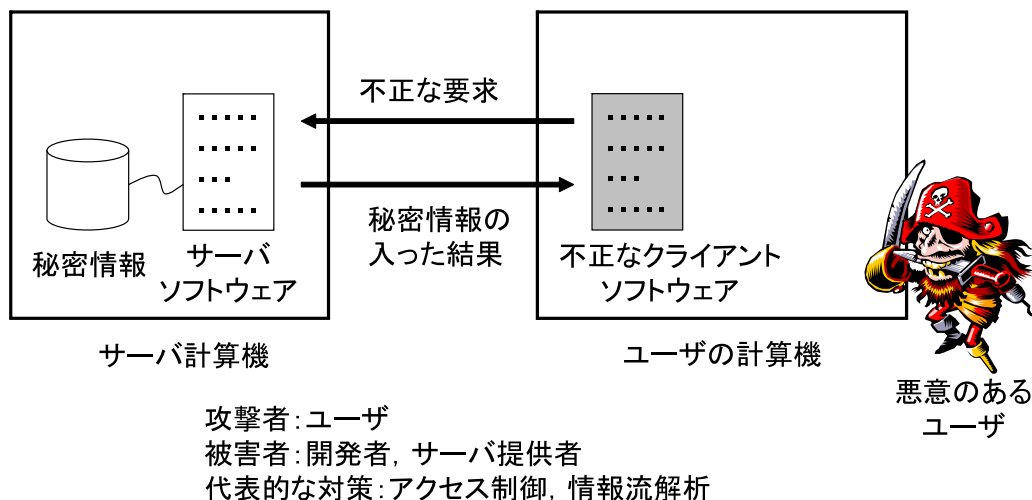 不正な要求
秘密情報の
入った結果
秘密情報
サーバ
ソフトウェア
不正なクライアント
ソフトウェア
サーバ計算機
ユーザの計算機
悪意のある
ユーザ
攻撃者：ユーザ
被害者：開発者，サーバ提供者
代表的な対策：アクセス制御，情報流解析